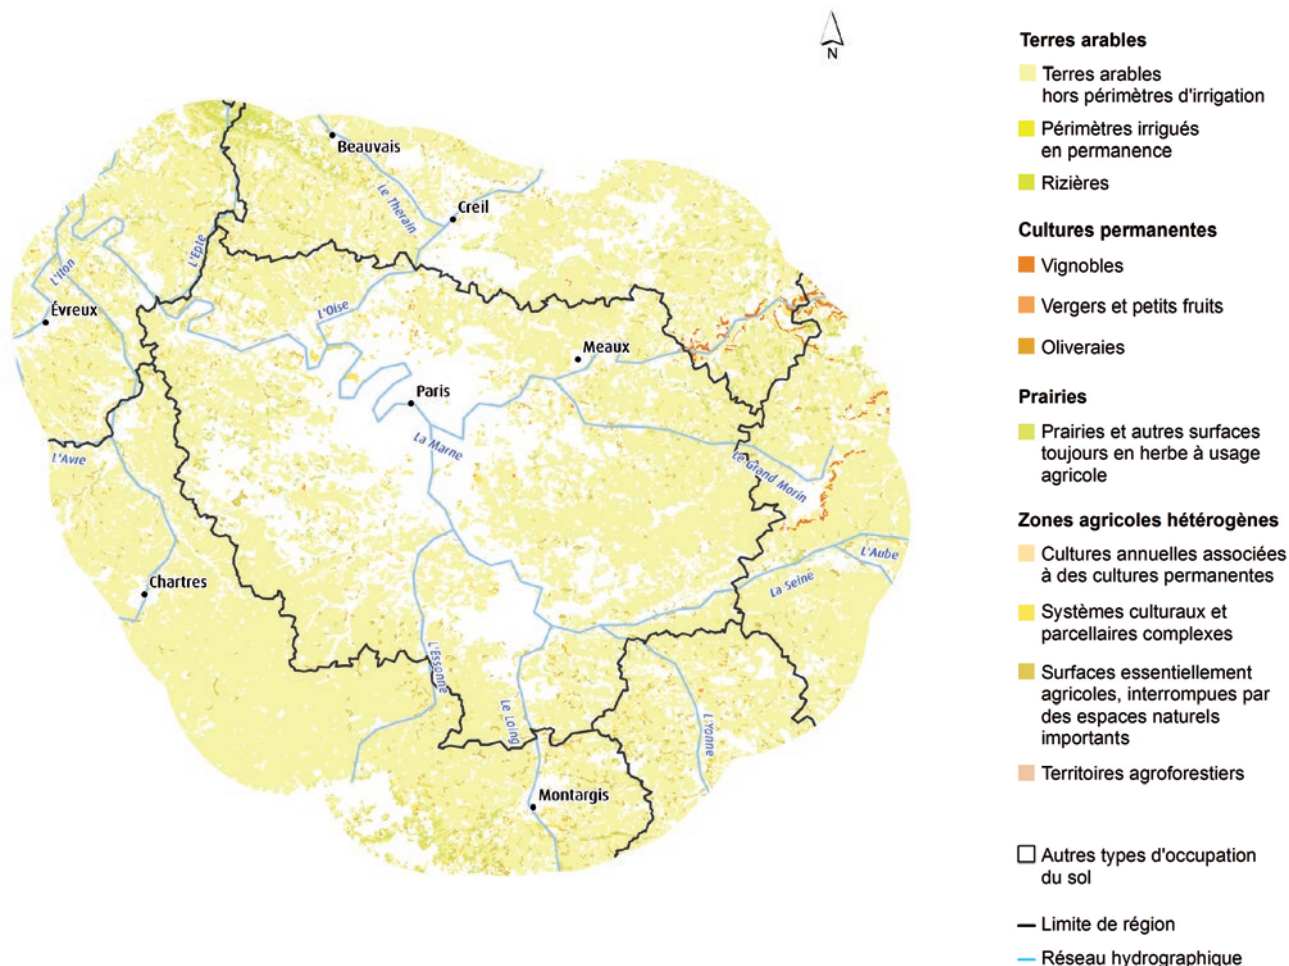 N
Beauvais
Le Therain
Creil
L'Epte
L'Iton
Évreux
L'Oise
Meaux
Paris
La Marne
L'Avre
Le Grand Morin
L'Aube
La Seine
Chartres
L'Essonne
Le Loing
L'Yonne
Montargis
Terres arables
Terres arables
hors périmètres d'irrigation
Périmètres irrigués
en permanence
Rizières
Cultures permanentes
Vignobles
Vergers et petits fruits
Oliveraies
Prairies
Prairies et autres surfaces
toujours en herbe à usage
agricole
Zones agricoles hétérogènes
Cultures annuelles associées
à des cultures permanentes
Systèmes culturaux et
parcellaires complexes
Surfaces essentiellement
agricoles, interrompues par
des espaces naturels
importants
Territoires agroforestiers
Autres types d'occupation
du sol
Limite de région
Réseau hydrographique